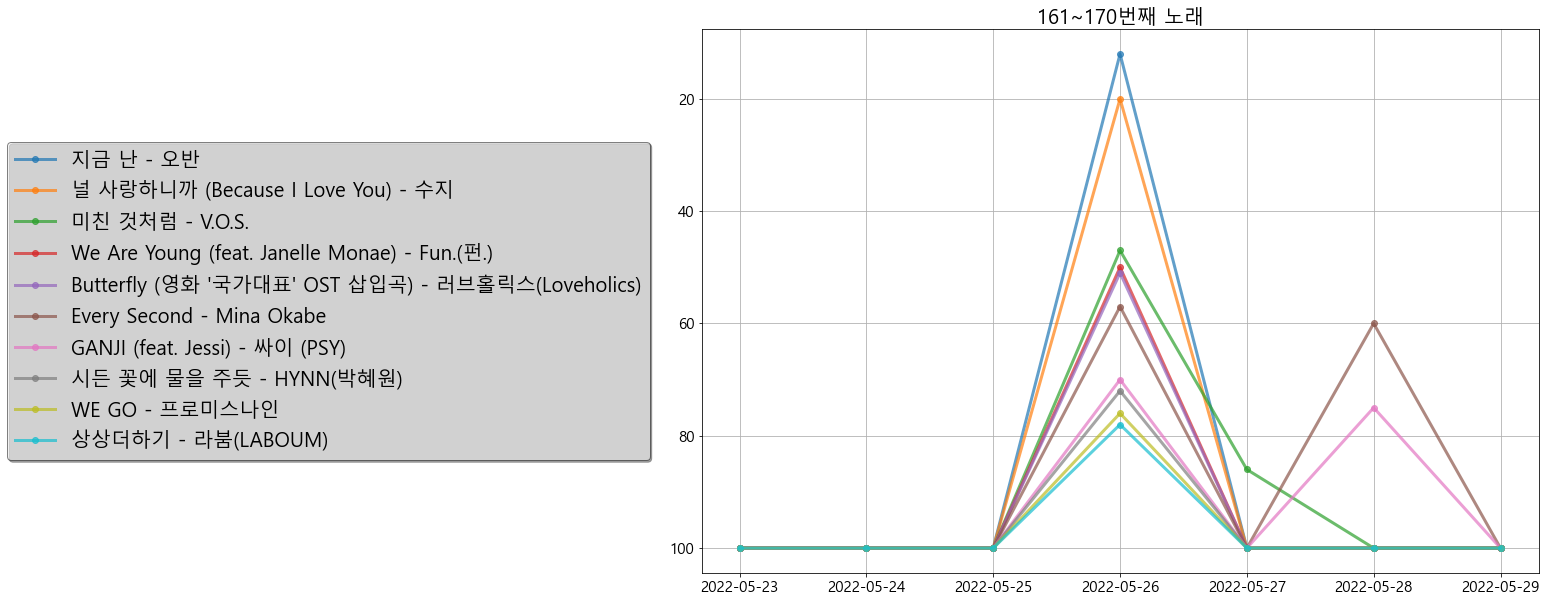 161~170번째 노래
지금 난 - 오반
널 사랑하니까 (Because I Love You) - 수지
미친 것처럼 - V.O.S.
We Are Young (feat. Janelle Monae) - Fun.(펀.)
Butterfly (영화 '국가대표' OST 삽입곡) - 러브홀릭스(Loveholics)
Every Second - Mina Okabe
GANJI (feat. Jessi) - 싸이 (PSY)
시든 꽃에 물을 주듯 - HYNN(박혜원)
WE GO - 프로미스나인
상상더하기 - 라붐(LABOUM)
20
40
60
80
100
2022-05-23 2022-05-24 2022-05-25 2022-05-26 2022-05-27 2022-05-28 2022-05-29